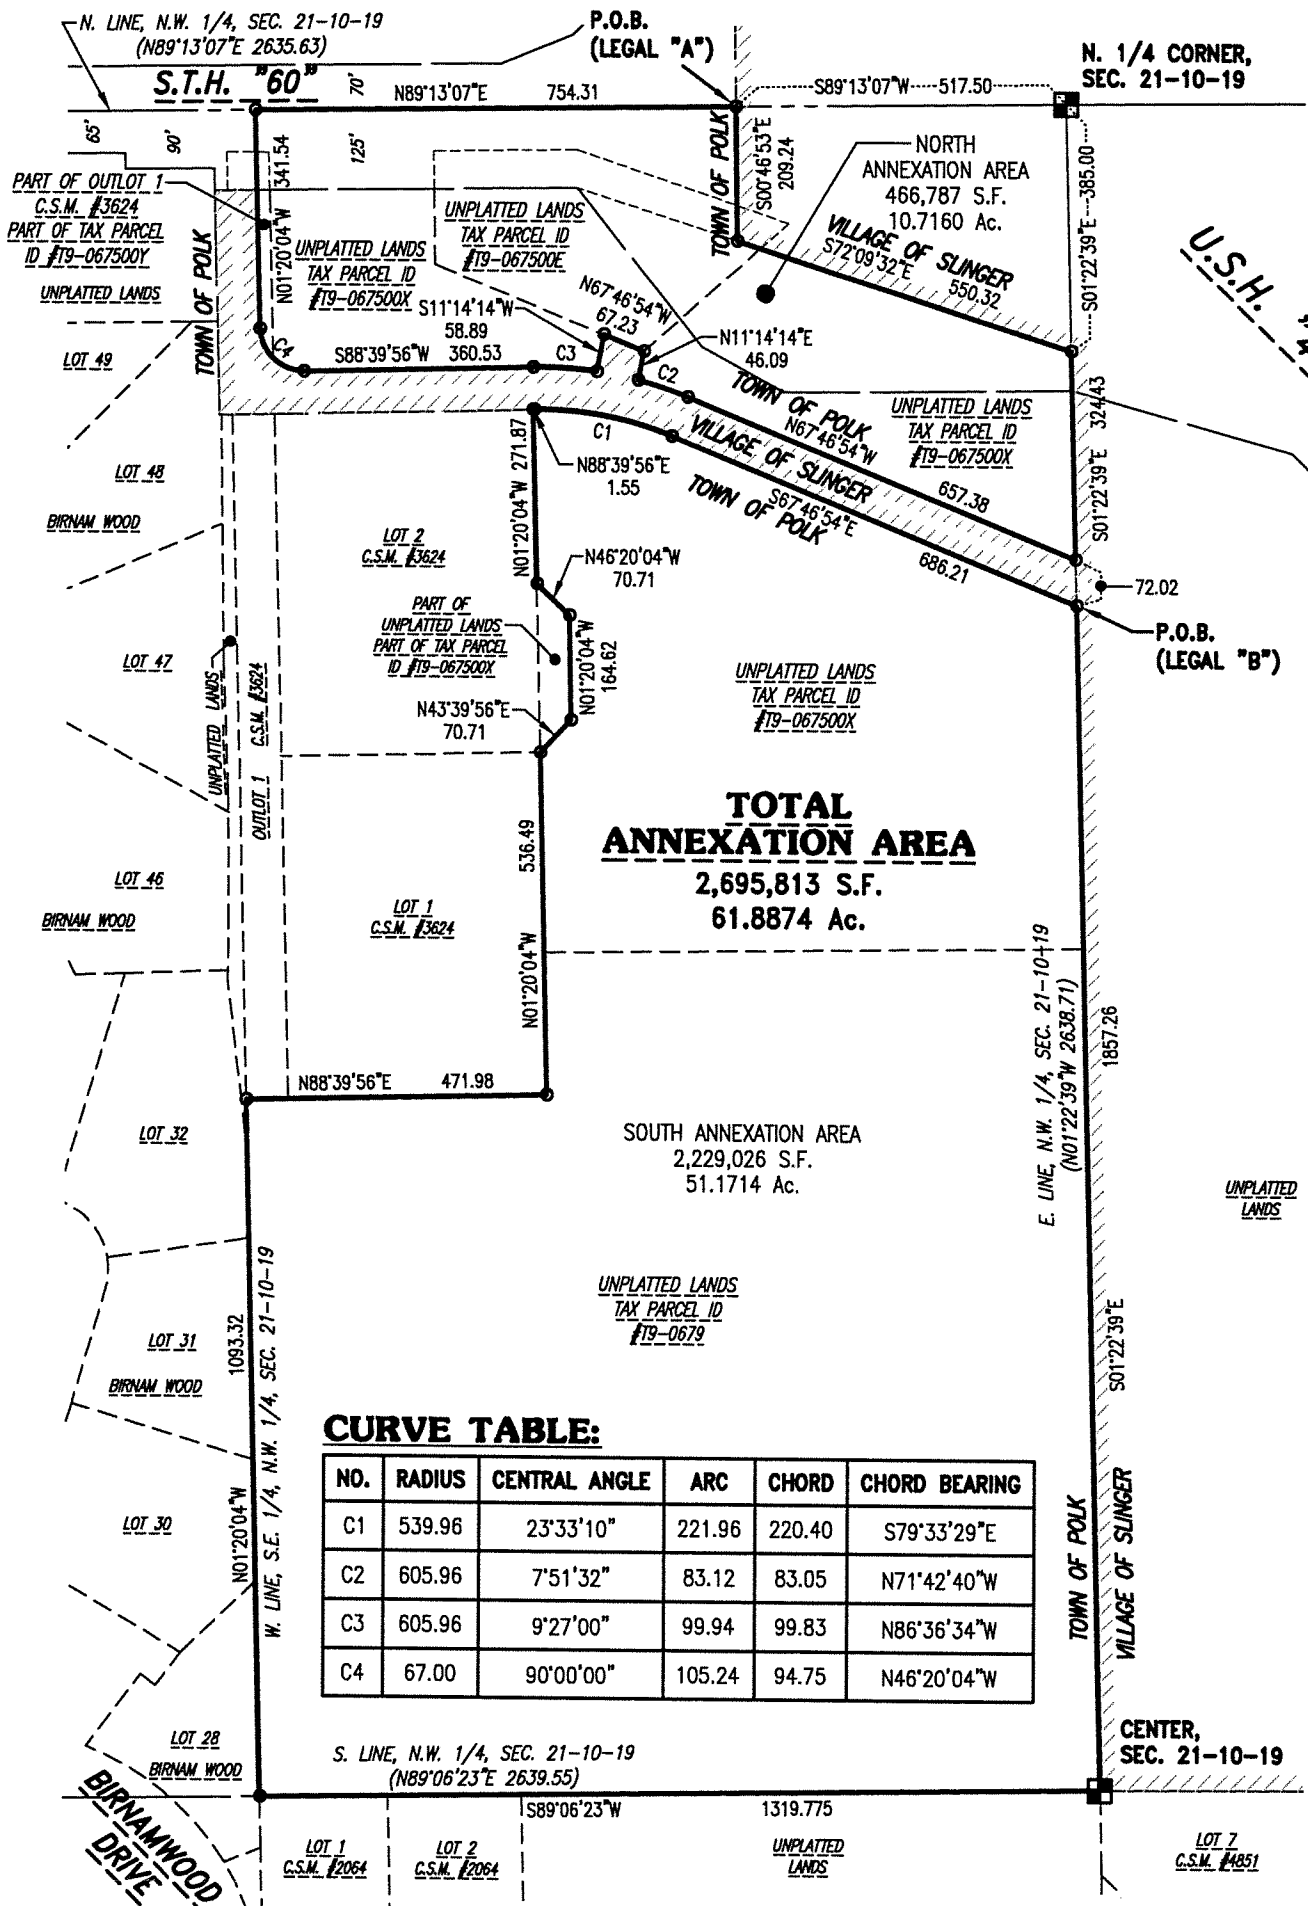 N. LINE, N.W. 1/4, SEC. 21-10-19
(N89°13'07"E 2635.63)
P.O.B.
(LEGAL "A")
N. 1/4 CORNER,
SEC. 21-10-19
S.T.H. "60"
70'
N89°13'07"E 754.31
S89°13'07"W 517.50
65'
90'
125'
341.54
N01°20'04"W
TOWN OF POLK
S00°46'53"E
209.24
NORTH
ANNEXATION AREA
466,787 S.F.
10.7160 Ac.
385.00
S01°22'39"E
PART OF OUTLOT 1
C.S.M. #3624
PART OF TAX PARCEL
ID #T9-067500Y
UNPLATTED LANDS
TOWN OF POLK
UNPLATTED LANDS
TAX PARCEL ID
#T9-067500X
UNPLATTED LANDS
TAX PARCEL ID
#T9-067500E
VILLAGE OF SLINGER
S72°09'32"E
550.32
U.S.H.
N67°46'54"W
67.23
S11°14'14"W
58.89
N11°14'14"E
46.09
LOT 49
C4
S88°39'56"W 360.53
C3
C2
TOWN OF POLK
N67°46'54"W
657.38
UNPLATTED LANDS
TAX PARCEL ID
#T9-067500X
324.43
S01°22'39"E
C1
VILLAGE OF SLINGER
S67°46'54"E
TOWN OF POLK
686.21
N88°39'56"E
1.55
271.87
N01°20'04"W
LOT 48
BIRNAM WOOD
LOT 2
C.S.M. #3624
N46°20'04"W
70.71
72.02
P.O.B.
(LEGAL "B")
PART OF
UNPLATTED LANDS
PART OF TAX PARCEL
ID #T9-067500X
N01°20'04"W
164.62
LOT 47
UNPLATTED LANDS
C.S.M. #3624
OUTLOT 1
UNPLATTED LANDS
TAX PARCEL ID
#T9-067500X
N43°39'56"E
70.71
TOTAL
ANNEXATION AREA
2,695,813 S.F.
61.8874 Ac.
536.49
N01°20'04"W
LOT 46
BIRNAM WOOD
LOT 1
C.S.M. #3624
E. LINE, N.W. 1/4, SEC. 21-10-19
(N01°22'39"W 2638.71)
1857.26
S01°22'39"E
N88°39'56"E 471.98
LOT 32
SOUTH ANNEXATION AREA
2,229,026 S.F.
51.1714 Ac.
UNPLATTED
LANDS
UNPLATTED LANDS
TAX PARCEL ID
#T9-0679
1093.32
N01°20'04"W
W. LINE, S.E. 1/4, N.W. 1/4, SEC. 21-10-19
LOT 31
BIRNAM WOOD
CURVE TABLE:
NO. RADIUS CENTRAL ANGLE ARC CHORD CHORD BEARING
C1 539.96 23°33'10" 221.96 220.40 S79°33'29"E
C2 605.96 7°51'32" 83.12 83.05 N71°42'40"W
C3 605.96 9°27'00" 99.94 99.83 N86°36'34"W
C4 67.00 90°00'00" 105.24 94.75 N46°20'04"W
LOT 30
TOWN OF POLK
VILLAGE OF SLINGER
LOT 28
BIRNAM WOOD
S. LINE, N.W. 1/4, SEC. 21-10-19
(N89°06'23"E 2639.55)
CENTER,
SEC. 21-10-19
S89°06'23"W 1319.775
BIRNAMWOOD
DRIVE
LOT 1
C.S.M. #2064
LOT 2
C.S.M. #2064
UNPLATTED
LANDS
LOT 7
C.S.M. #4851